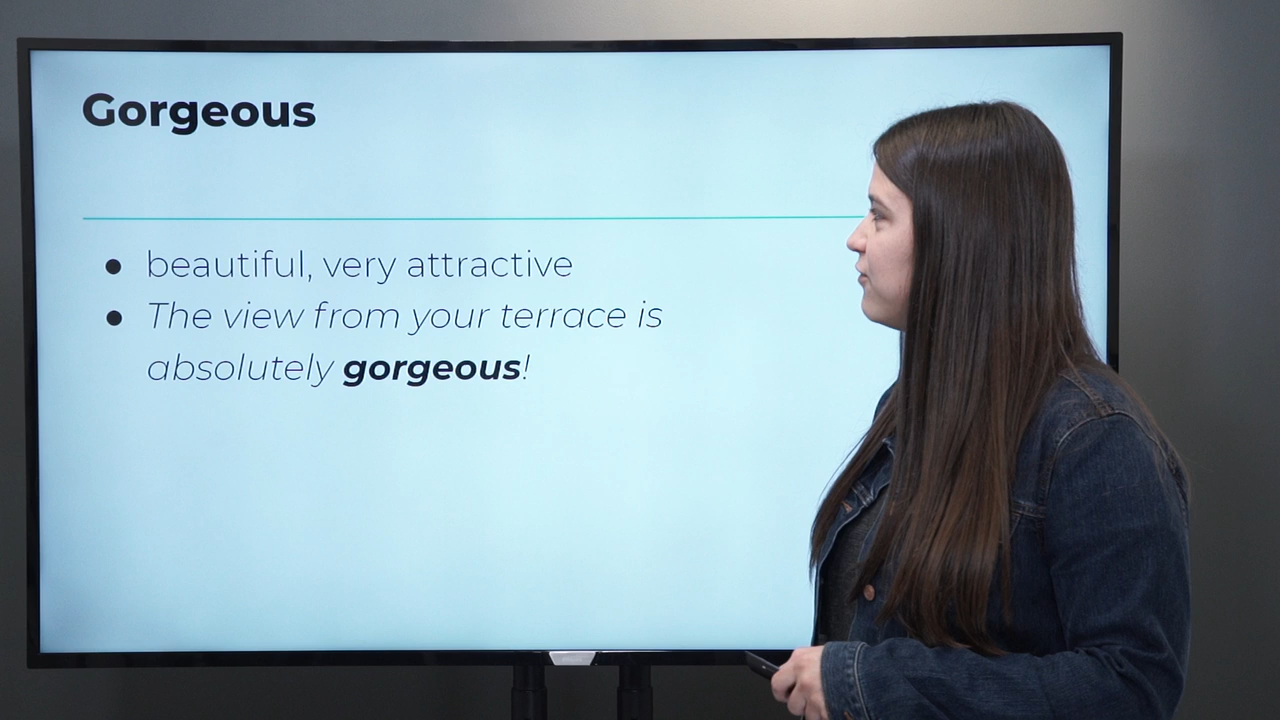 Gorgeous
● beautiful, very attractive
● The view from your terrace is
absolutely gorgeous!